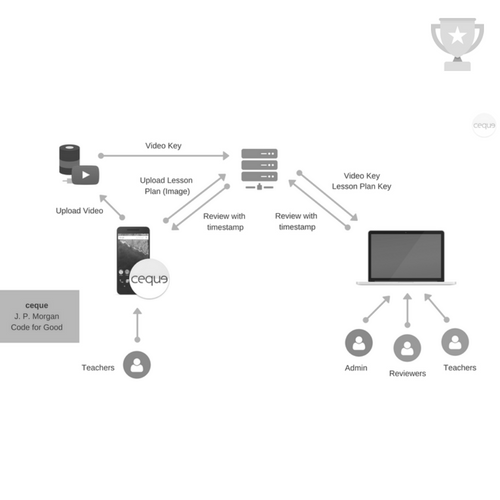 ceque
Video Key
Upload Lesson
Plan (Image)
Video Key
Lesson Plan Key
Upload Video
Review with
timestamp
Review with
timestamp
ceque
ceque
J. P. Morgan
Code for Good
Teachers
Admin
Reviewers
Teachers